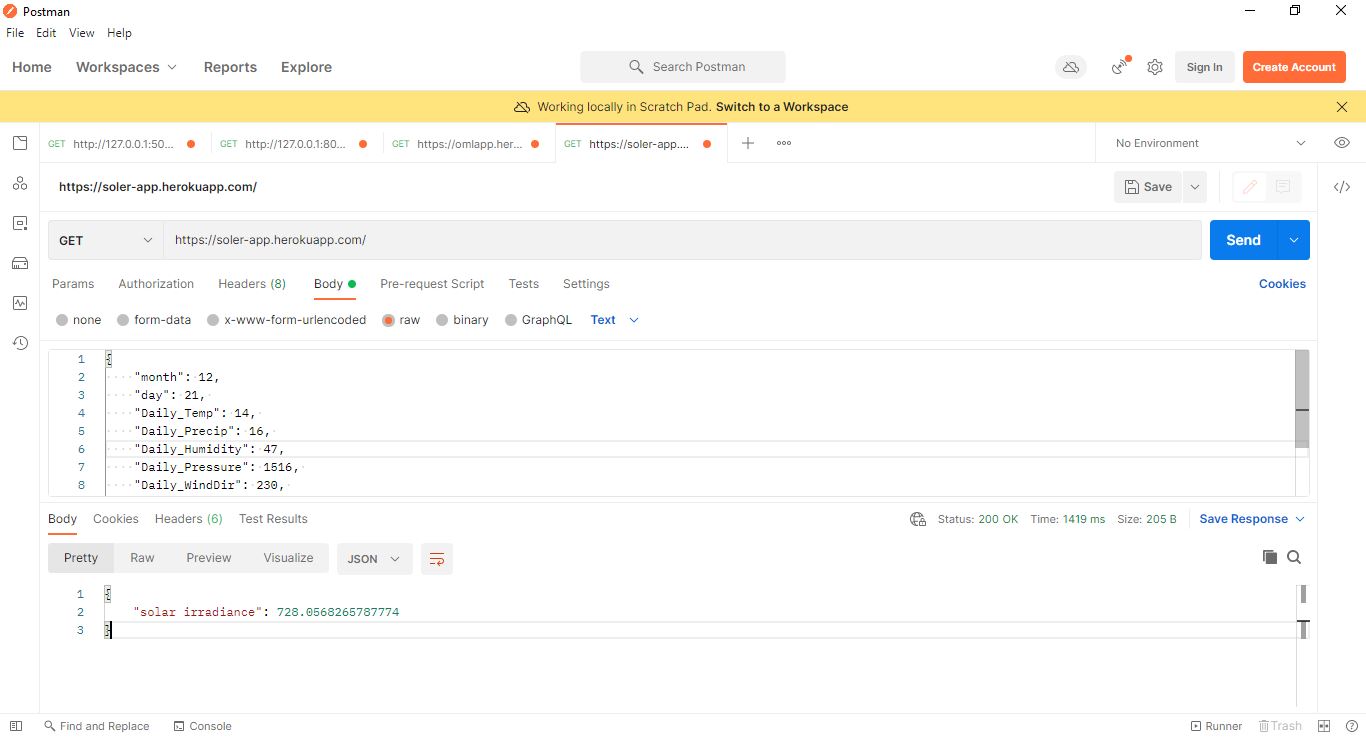 Postman
File Edit View Help
Home Workspaces Reports Explore Search Postman Sign In Create Account
Working locally in Scratch Pad. Switch to a Workspace
GET http://127.0.0.1:50... GET http://127.0.0.1:80... GET https://omlapp.her... GET https://soler-app.... No Environment
https://soler-app.herokuapp.com/ Save
GET https://soler-app.herokuapp.com/ Send
Params Authorization Headers (8) Body Pre-request Script Tests Settings Cookies
none form-data x-www-form-urlencoded raw binary GraphQL Text
1 {
2 "month": 12,
3 "day": 21,
4 "Daily_Temp": 14,
5 "Daily_Precip": 16,
6 "Daily_Humidity": 47,
7 "Daily_Pressure": 1516,
8 "Daily_WindDir": 230,
Body Cookies Headers (6) Test Results Status: 200 OK Time: 1419 ms Size: 205 B Save Response
Pretty Raw Preview Visualize JSON
1 {
2 "solar irradiance": 728.0568265787774
3 }
Find and Replace Console Runner Trash